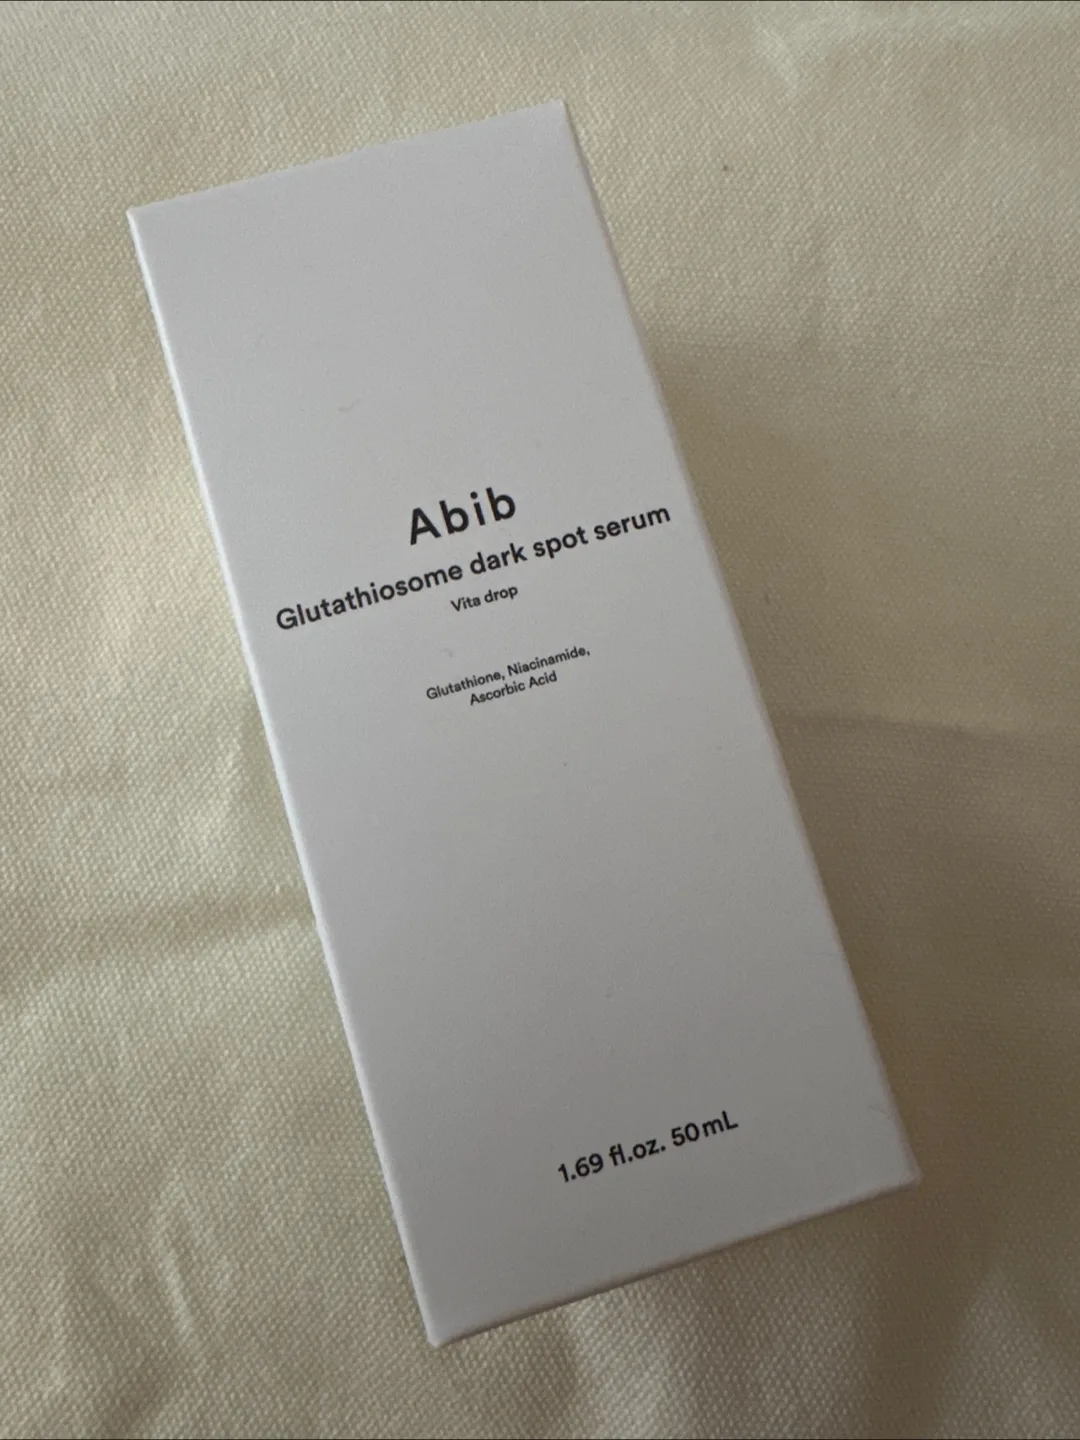 Abib
Glutathiosome dark spot serum
Vita drop
Glutathione, Niacinamide,
Ascorbic Acid
1.69 fl.oz. 50mL